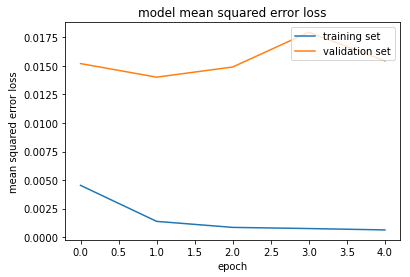 model mean squared error loss
training set
validation set
mean squared error loss
0.0175
0.0150
0.0125
0.0100
0.0075
0.0050
0.0025
0.0000
0.0 0.5 1.0 1.5 2.0 2.5 3.0 3.5 4.0
epoch